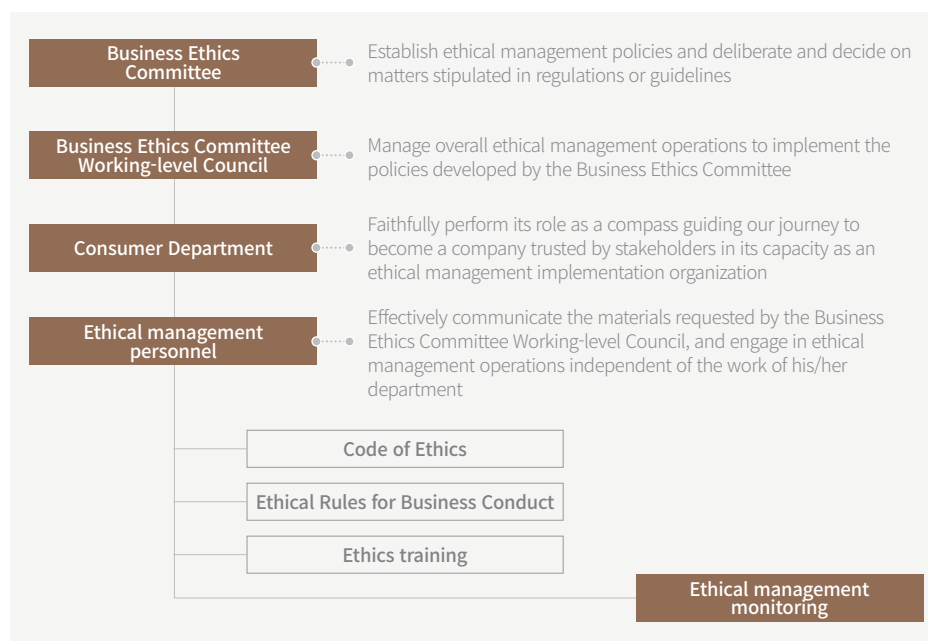 Business Ethics
Committee
Establish ethical management policies and deliberate and decide on
matters stipulated in regulations or guidelines
Business Ethics Committee
Working-level Council
Manage overall ethical management operations to implement the
policies developed by the Business Ethics Committee
Consumer Department
Faithfully perform its role as a compass guiding our journey to
become a company trusted by stakeholders in its capacity as an
ethical management implementation organization
Ethical management
personnel
Effectively communicate the materials requested by the Business
Ethics Committee Working-level Council, and engage in ethical
management operations independent of the work of his/her
department
Code of Ethics
Ethical Rules for Business Conduct
Ethics training
Ethical management
monitoring